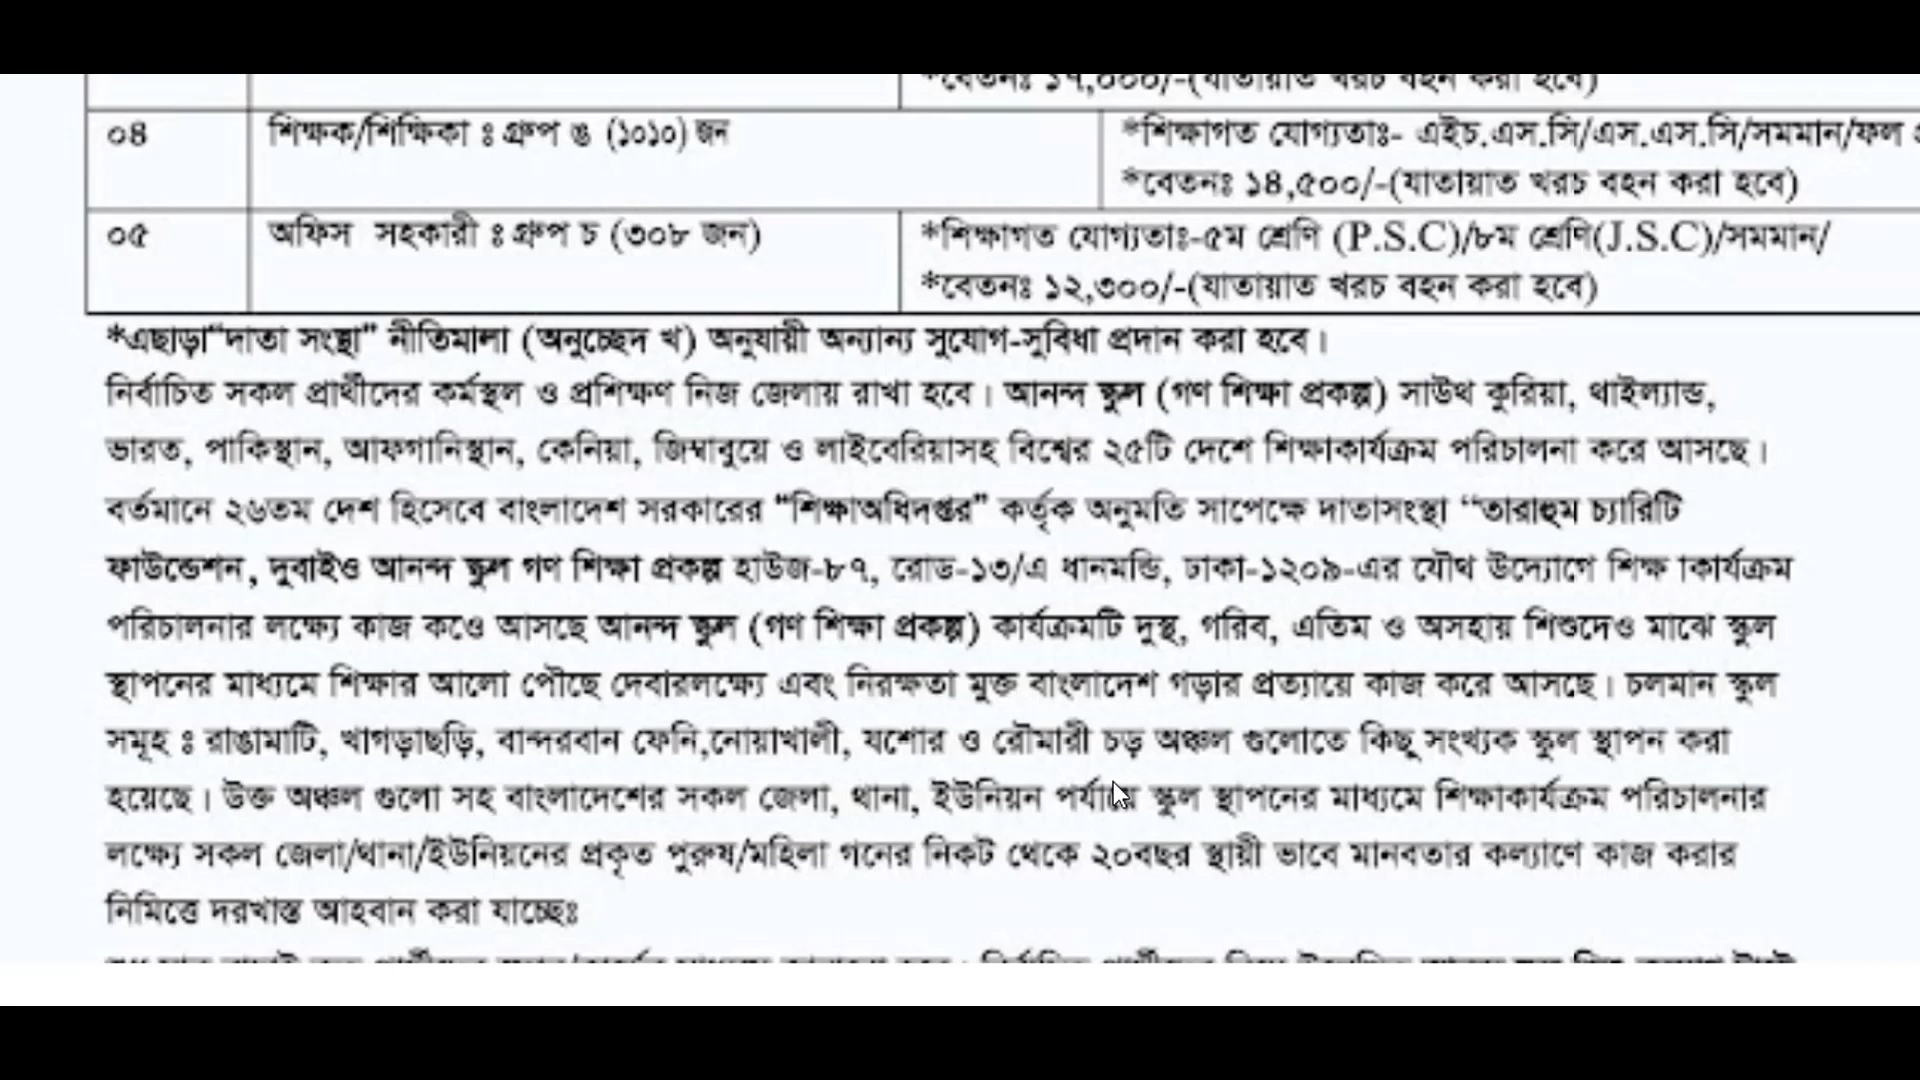 *বেতনঃ ১৭,০০০/-(যাতায়াত খরচ বহন করা হবে)
০৪ শিক্ষক/শিক্ষিকা ঃ গ্রুপ ঙ (১০১০) জন *শিক্ষাগত যোগ্যতাঃ- এইচ.এস.সি/এস.এস.সি/সমমান/ফল
*বেতনঃ ১৪,৫০০/-(যাতায়াত খরচ বহন করা হবে)
০৫ অফিস সহকারী ঃ গ্রুপ চ (৩০৮ জন) *শিক্ষাগত যোগ্যতাঃ-৫ম শ্রেণি (P.S.C)/৮ম শ্রেণি(J.S.C)/সমমান/
*বেতনঃ ১২,৩০০/-(যাতায়াত খরচ বহন করা হবে)
*এছাড়া“দাতা সংস্থা” নীতিমালা (অনুচ্ছেদ খ) অনুযায়ী অন্যান্য সুযোগ-সুবিধা প্রদান করা হবে।
নির্বাচিত সকল প্রার্থীদের কর্মস্থল ও প্রশিক্ষণ নিজ জেলায় রাখা হবে। আনন্দ স্কুল (গণ শিক্ষা প্রকল্প) সাউথ কুরিয়া, থাইল্যান্ড,
ভারত, পাকিস্থান, আফগানিস্থান, কেনিয়া, জিম্বাবুয়ে ও লাইবেরিয়াসহ বিশ্বের ২৫টি দেশে শিক্ষাকার্যক্রম পরিচালনা করে আসছে।
বর্তমানে ২৬তম দেশ হিসেবে বাংলাদেশ সরকারের “শিক্ষাঅধিদপ্তর” কর্তৃক অনুমতি সাপেক্ষে দাতাসংস্থা “তারাহুম চ্যারিটি
ফাউন্ডেশন, দুবাইও আনন্দ স্কুল গণ শিক্ষা প্রকল্প হাউজ-৮৭, রোড-১৩/এ ধানমন্ডি, ঢাকা-১২০৯-এর যৌথ উদ্যোগে শিক্ষ াকার্যক্রম
পরিচালনার লক্ষ্যে কাজ কওে আসছে আনন্দ স্কুল (গণ শিক্ষা প্রকল্প) কার্যক্রমটি দুস্থ, গরিব, এতিম ও অসহায় শিশুদেও মাঝে স্কুল
স্থাপনের মাধ্যমে শিক্ষার আলো পৌছে দেবারলক্ষ্যে এবং নিরক্ষতা মুক্ত বাংলাদেশ গড়ার প্রত্যায়ে কাজ করে আসছে। চলমান স্কুল
সমূহ ঃ রাঙামাটি, খাগড়াছড়ি, বান্দরবান ফেনি,নোয়াখালী, যশোর ও রৌমারী চড় অঞ্চল গুলোতে কিছু সংখ্যক স্কুল স্থাপন করা
হয়েছে। উক্ত অঞ্চল গুলো সহ বাংলাদেশের সকল জেলা, থানা, ইউনিয়ন পর্যায়ে স্কুল স্থাপনের মাধ্যমে শিক্ষাকার্যক্রম পরিচালনার
লক্ষ্যে সকল জেলা/থানা/ইউনিয়নের প্রকৃত পুরুষ/মহিলা গনের নিকট থেকে ২০বছর স্থায়ী ভাবে মানবতার কল্যাণে কাজ করার
নিমিত্তে দরখাস্ত আহবান করা যাচ্ছেঃ